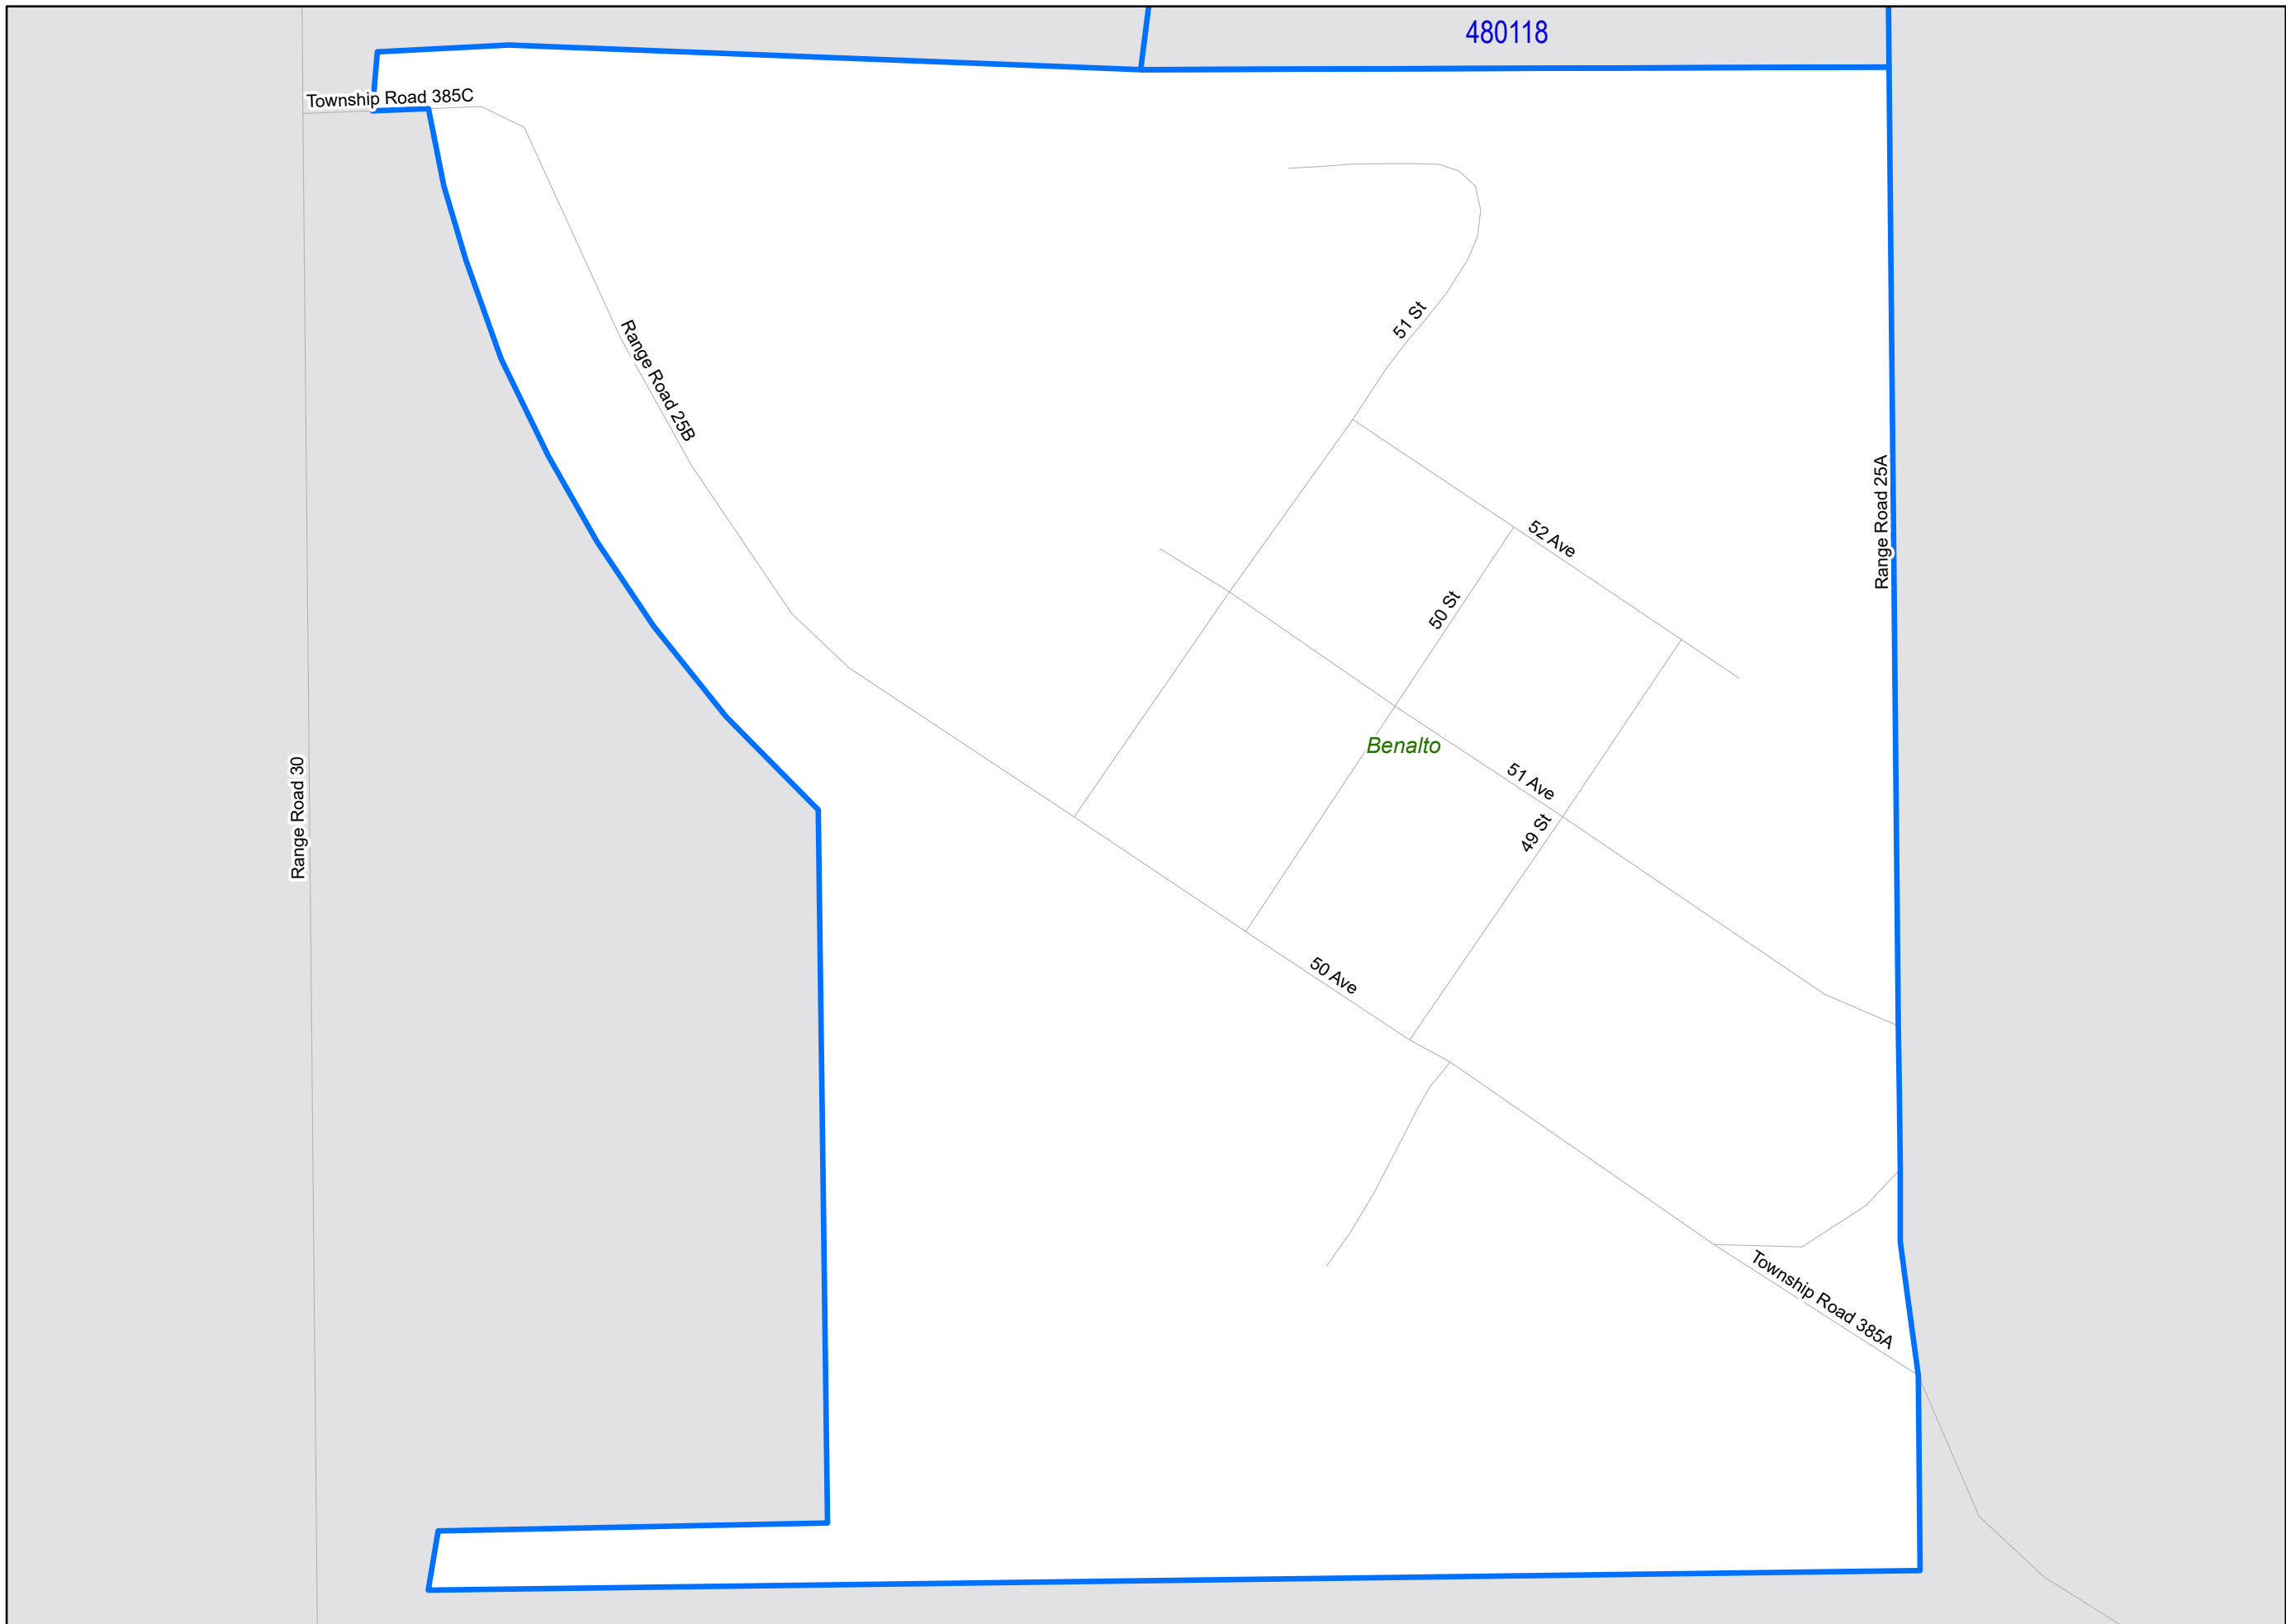 480118
Township Road 385C
51 St
Range Road 25B
Range Road 25A
52 Ave
50 St
Benalto
51 Ave
49 St
Range Road 30
50 Ave
Township Road 385A